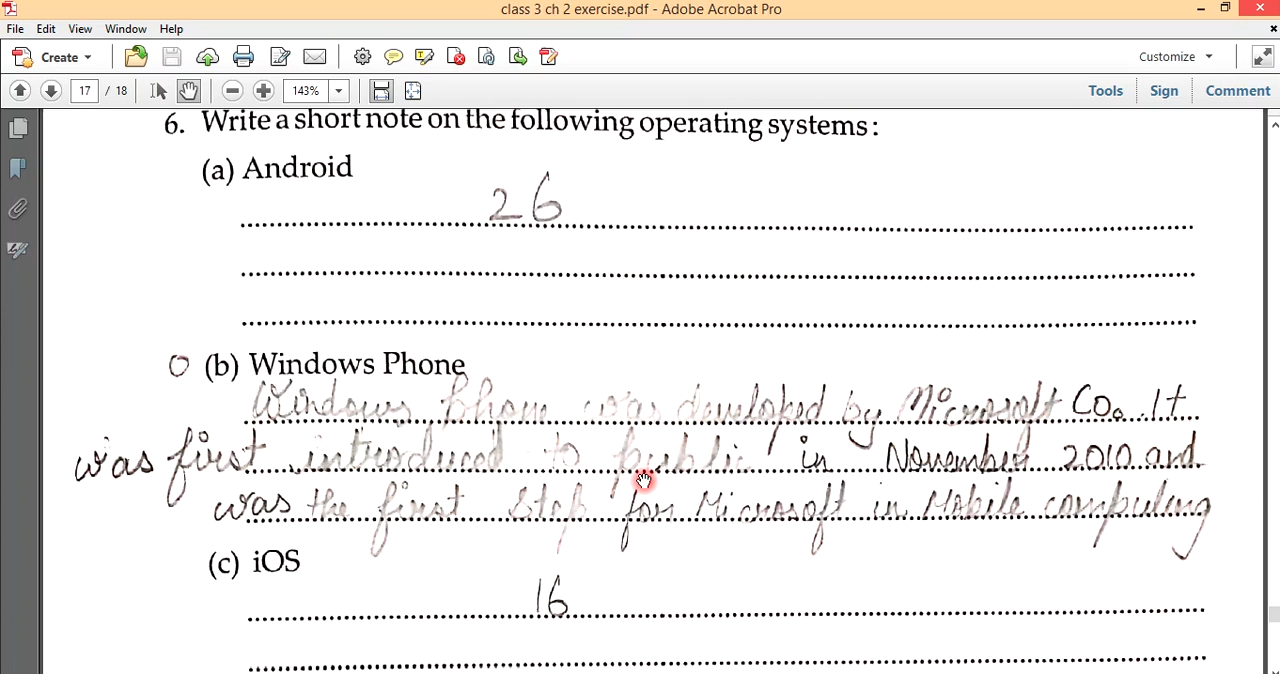 class 3 ch 2 exercise.pdf - Adobe Acrobat Pro
File Edit View Window Help
Create Customize
17 / 18 143% Tools Sign Comment
6. Write a short note on the following operating systems :
(a) Android
26
(b) Windows Phone
Windows phone was developed by Microsoft Co. It
was first introduced to public in November 2010 and
was the first step for Microsoft in Mobile computing
(c) iOS
16